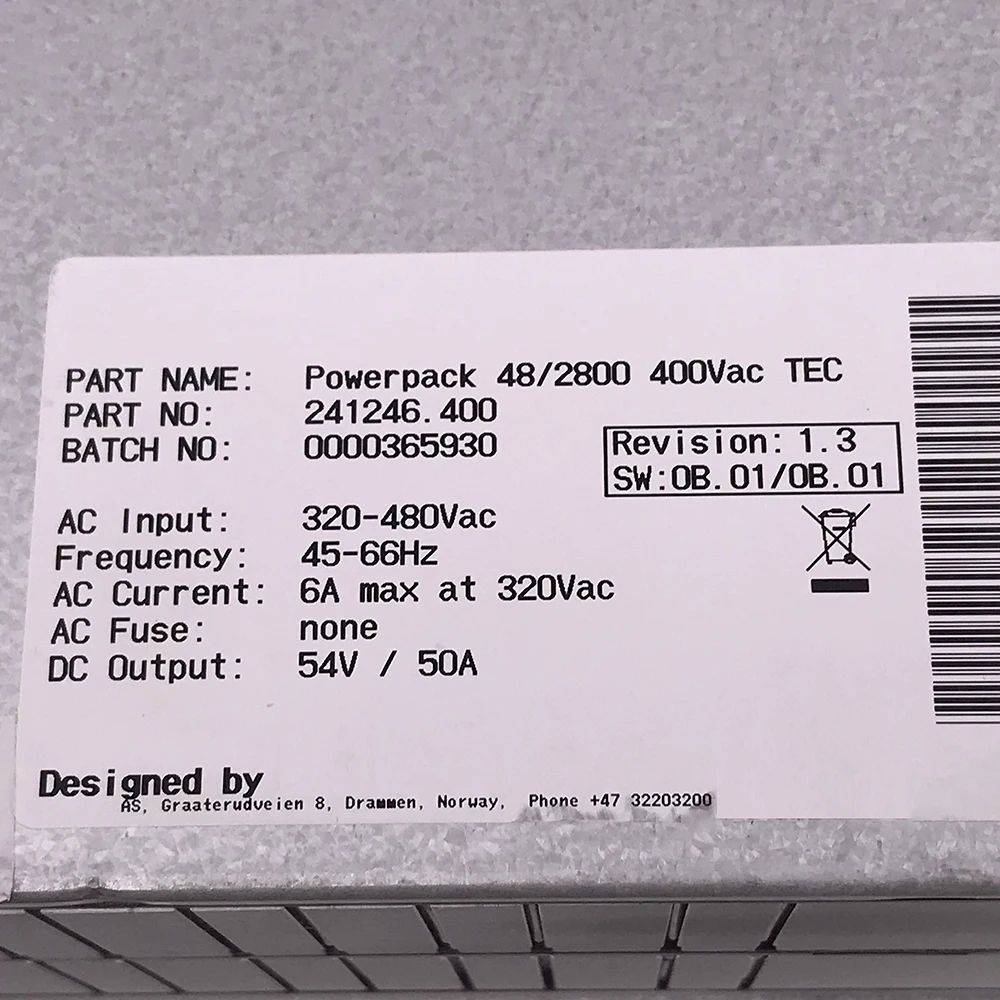 PART NAME: Powerpack 48/2800 400Vac TEC
PART NO: 241246.400
BATCH NO: 0000365930
Revision: 1.3
SW:0B.01/0B.01
AC Input: 320-480Vac
Frequency: 45-66Hz
AC Current: 6A max at 320Vac
AC Fuse: none
DC Output: 54V / 50A
Designed by
AS, Graaterudveien 8, Drammen, Norway, Phone +47 32203200